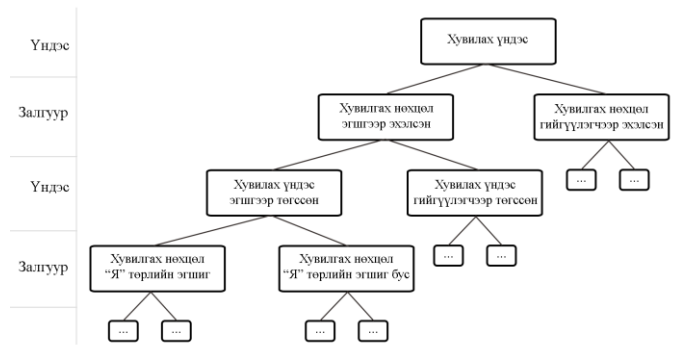 Үндэс
Хувилах үндэс
Залгуур
Хувилгах нөхцөл
эгшгээр эхэлсэн
Хувилгах нөхцөл
гийгүүлэгчээр эхэлсэн
...
...
Үндэс
Хувилах үндэс
эгшгээр төгссөн
Хувилах үндэс
гийгүүлэгчээр төгссөн
...
...
Залгуур
Хувилгах нөхцөл
“Я” төрлийн эгшиг
Хувилгах нөхцөл
“Я” төрлийн эгшиг бус
...
...
...
...